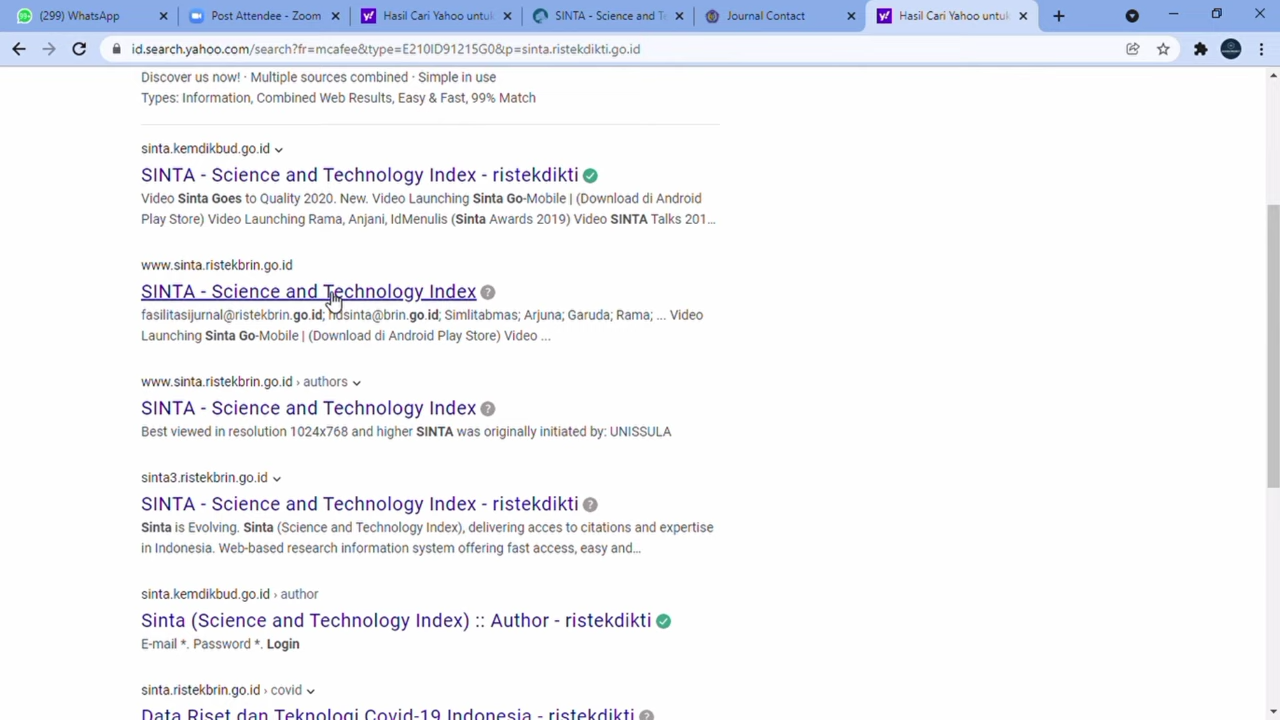 (299) WhatsApp
Post Attendee - Zoom
Hasil Cari Yahoo untuk
SINTA - Science and Te
Journal Contact
Hasil Cari Yahoo untuk
id.search.yahoo.com/search?fr=mcafee&type=E210ID91215G0&p=sinta.ristekdikti.go.id
Discover us now! · Multiple sources combined · Simple in use
Types: Information, Combined Web Results, Easy & Fast, 99% Match
sinta.kemdikbud.go.id
SINTA - Science and Technology Index - ristekdikti
Video Sinta Goes to Quality 2020. New. Video Launching Sinta Go-Mobile | (Download di Android
Play Store) Video Launching Rama, Anjani, IdMenulis (Sinta Awards 2019) Video SINTA Talks 201...
www.sinta.ristekbrin.go.id
SINTA - Science and Technology Index
fasilitasijurnal@ristekbrin.go.id; @brin.go.id; Simlitabmas; Arjuna; Garuda; Rama; ... Video
Launching Sinta Go-Mobile | (Download di Android Play Store) Video ...
www.sinta.ristekbrin.go.id › authors
SINTA - Science and Technology Index
Best viewed in resolution 1024x768 and higher SINTA was originally initiated by: UNISSULA
sinta3.ristekbrin.go.id
SINTA - Science and Technology Index - ristekdikti
Sinta is Evolving. Sinta (Science and Technology Index), delivering acces to citations and expertise
in Indonesia. Web-based research information system offering fast access, easy and...
sinta.kemdikbud.go.id › author
Sinta (Science and Technology Index) :: Author - ristekdikti
E-mail *. Password *. Login
sinta.ristekbrin.go.id › covid
Data Riset dan Teknologi Covid-19 Indonesia - ristekdikti